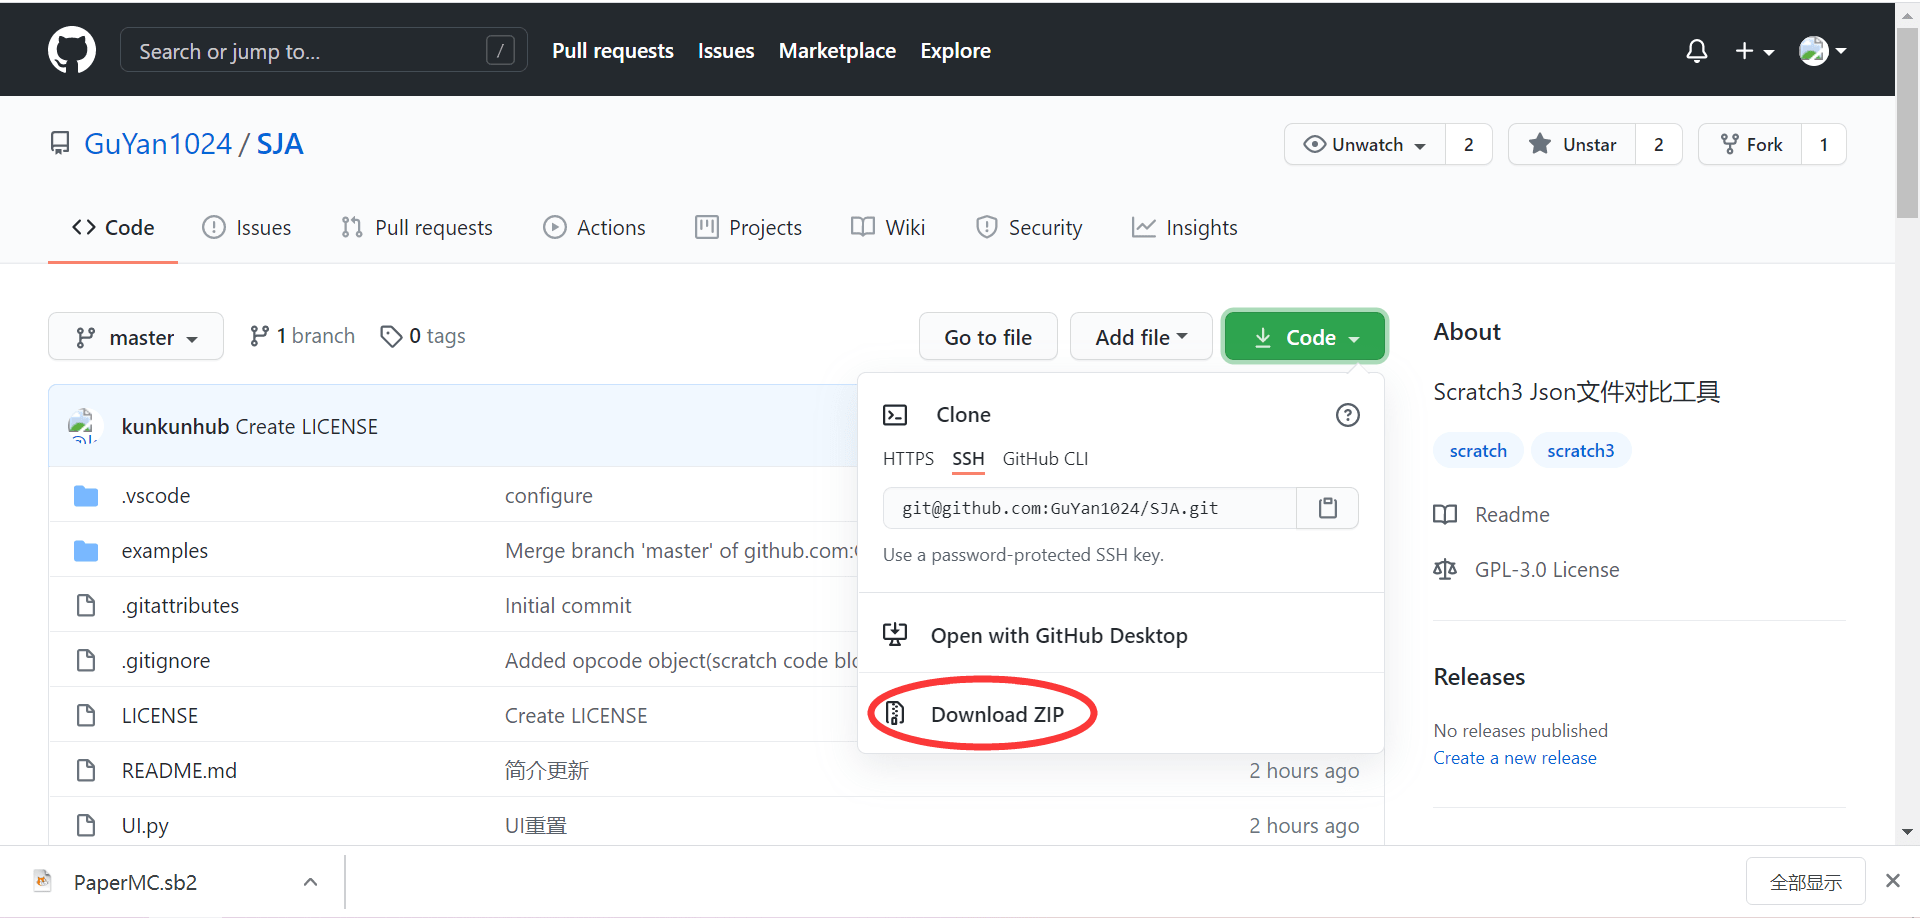 Search or jump to... / Pull requests Issues Marketplace Explore
GuYan1024 / SJA Unwatch 2 Unstar 2 Fork 1
Code Issues Pull requests Actions Projects Wiki Security Insights
master 1 branch 0 tags Go to file Add file Code
Clone
HTTPS SSH GitHub CLI
git@github.com:GuYan1024/SJA.git
Use a password-protected SSH key.
Open with GitHub Desktop
Download ZIP
kunkunhub Create LICENSE
.vscode configure
examples Merge branch 'master' of github.com:
.gitattributes Initial commit
.gitignore Added opcode object(scratch code
LICENSE Create LICENSE
README.md 简介更新 2 hours ago
UI.py UI重置 2 hours ago
About
Scratch3 Json文件对比工具
scratch scratch3
Readme
GPL-3.0 License
Releases
No releases published
Create a new release
PaperMC.sb2 全部显示